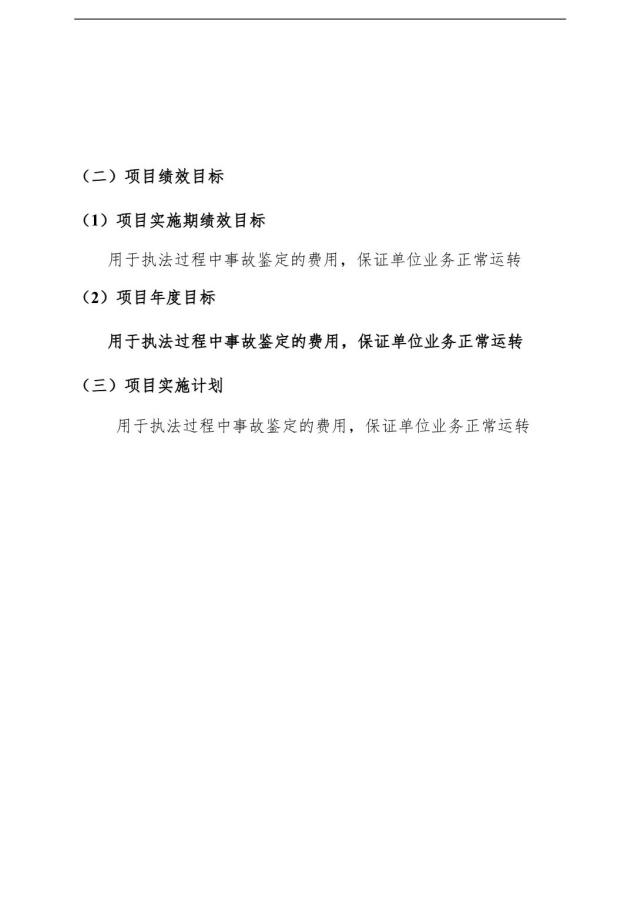 （二）项目绩效目标
（1）项目实施期绩效目标
用于执法过程中事故鉴定的费用，保证单位业务正常运转
（2）项目年度目标
用于执法过程中事故鉴定的费用，保证单位业务正常运转
（三）项目实施计划
用于执法过程中事故鉴定的费用，保证单位业务正常运转